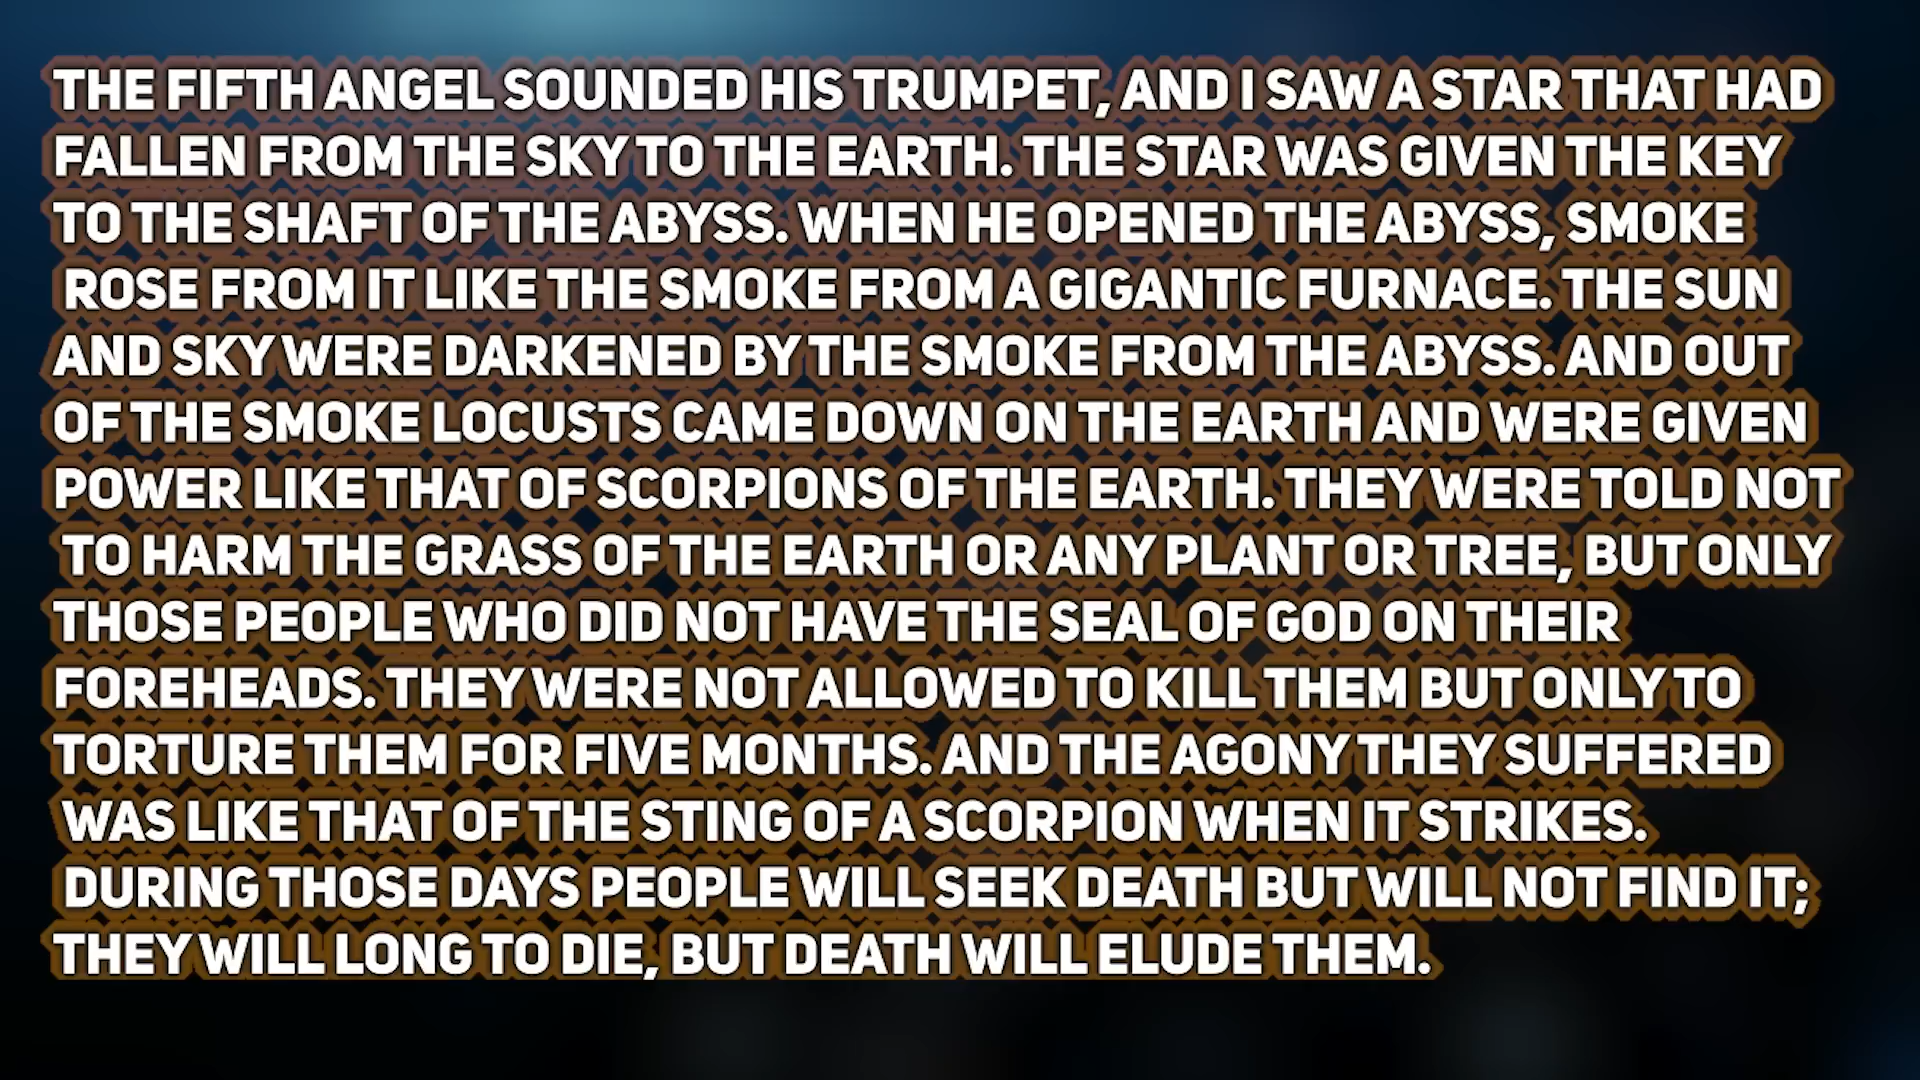 THE FIFTH ANGEL SOUNDED HIS TRUMPET, AND I SAW A STAR THAT HAD
FALLEN FROM THE SKY TO THE EARTH. THE STAR WAS GIVEN THE KEY
TO THE SHAFT OF THE ABYSS. WHEN HE OPENED THE ABYSS, SMOKE
ROSE FROM IT LIKE THE SMOKE FROM A GIGANTIC FURNACE. THE SUN
AND SKY WERE DARKENED BY THE SMOKE FROM THE ABYSS. AND OUT
OF THE SMOKE LOCUSTS CAME DOWN ON THE EARTH AND WERE GIVEN
POWER LIKE THAT OF SCORPIONS OF THE EARTH. THEY WERE TOLD NOT
TO HARM THE GRASS OF THE EARTH OR ANY PLANT OR TREE, BUT ONLY
THOSE PEOPLE WHO DID NOT HAVE THE SEAL OF GOD ON THEIR
FOREHEADS. THEY WERE NOT ALLOWED TO KILL THEM BUT ONLY TO
TORTURE THEM FOR FIVE MONTHS. AND THE AGONY THEY SUFFERED
WAS LIKE THAT OF THE STING OF A SCORPION WHEN IT STRIKES.
DURING THOSE DAYS PEOPLE WILL SEEK DEATH BUT WILL NOT FIND IT;
THEY WILL LONG TO DIE, BUT DEATH WILL ELUDE THEM.